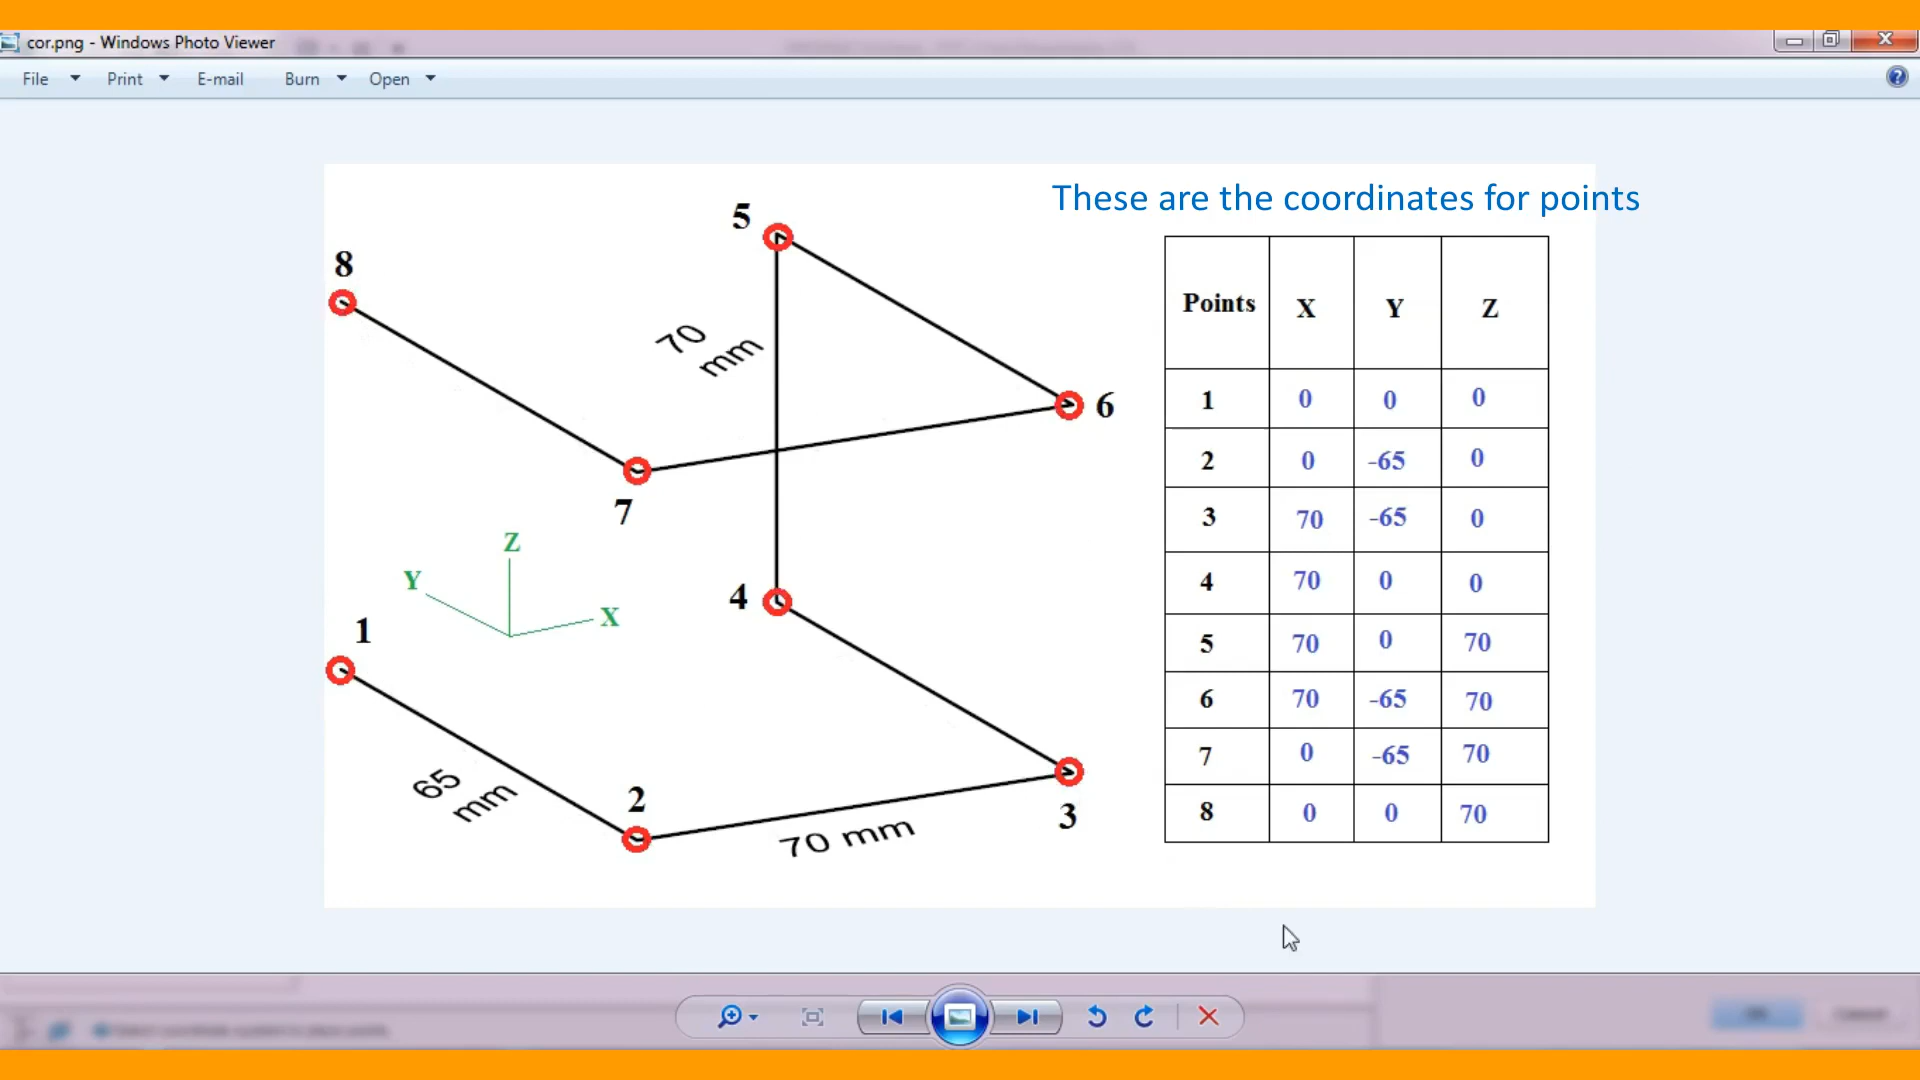 cor.png - Windows Photo Viewer
File Print E-mail Burn Open
These are the coordinates for points
5
8
70
mm
6
7
Z
Y
X
4
1
65
mm
2
3
70 mm
Points X Y Z
1 0 0 0
2 0 -65 0
3 70 -65 0
4 70 0 0
5 70 0 70
6 70 -65 70
7 0 -65 70
8 0 0 70